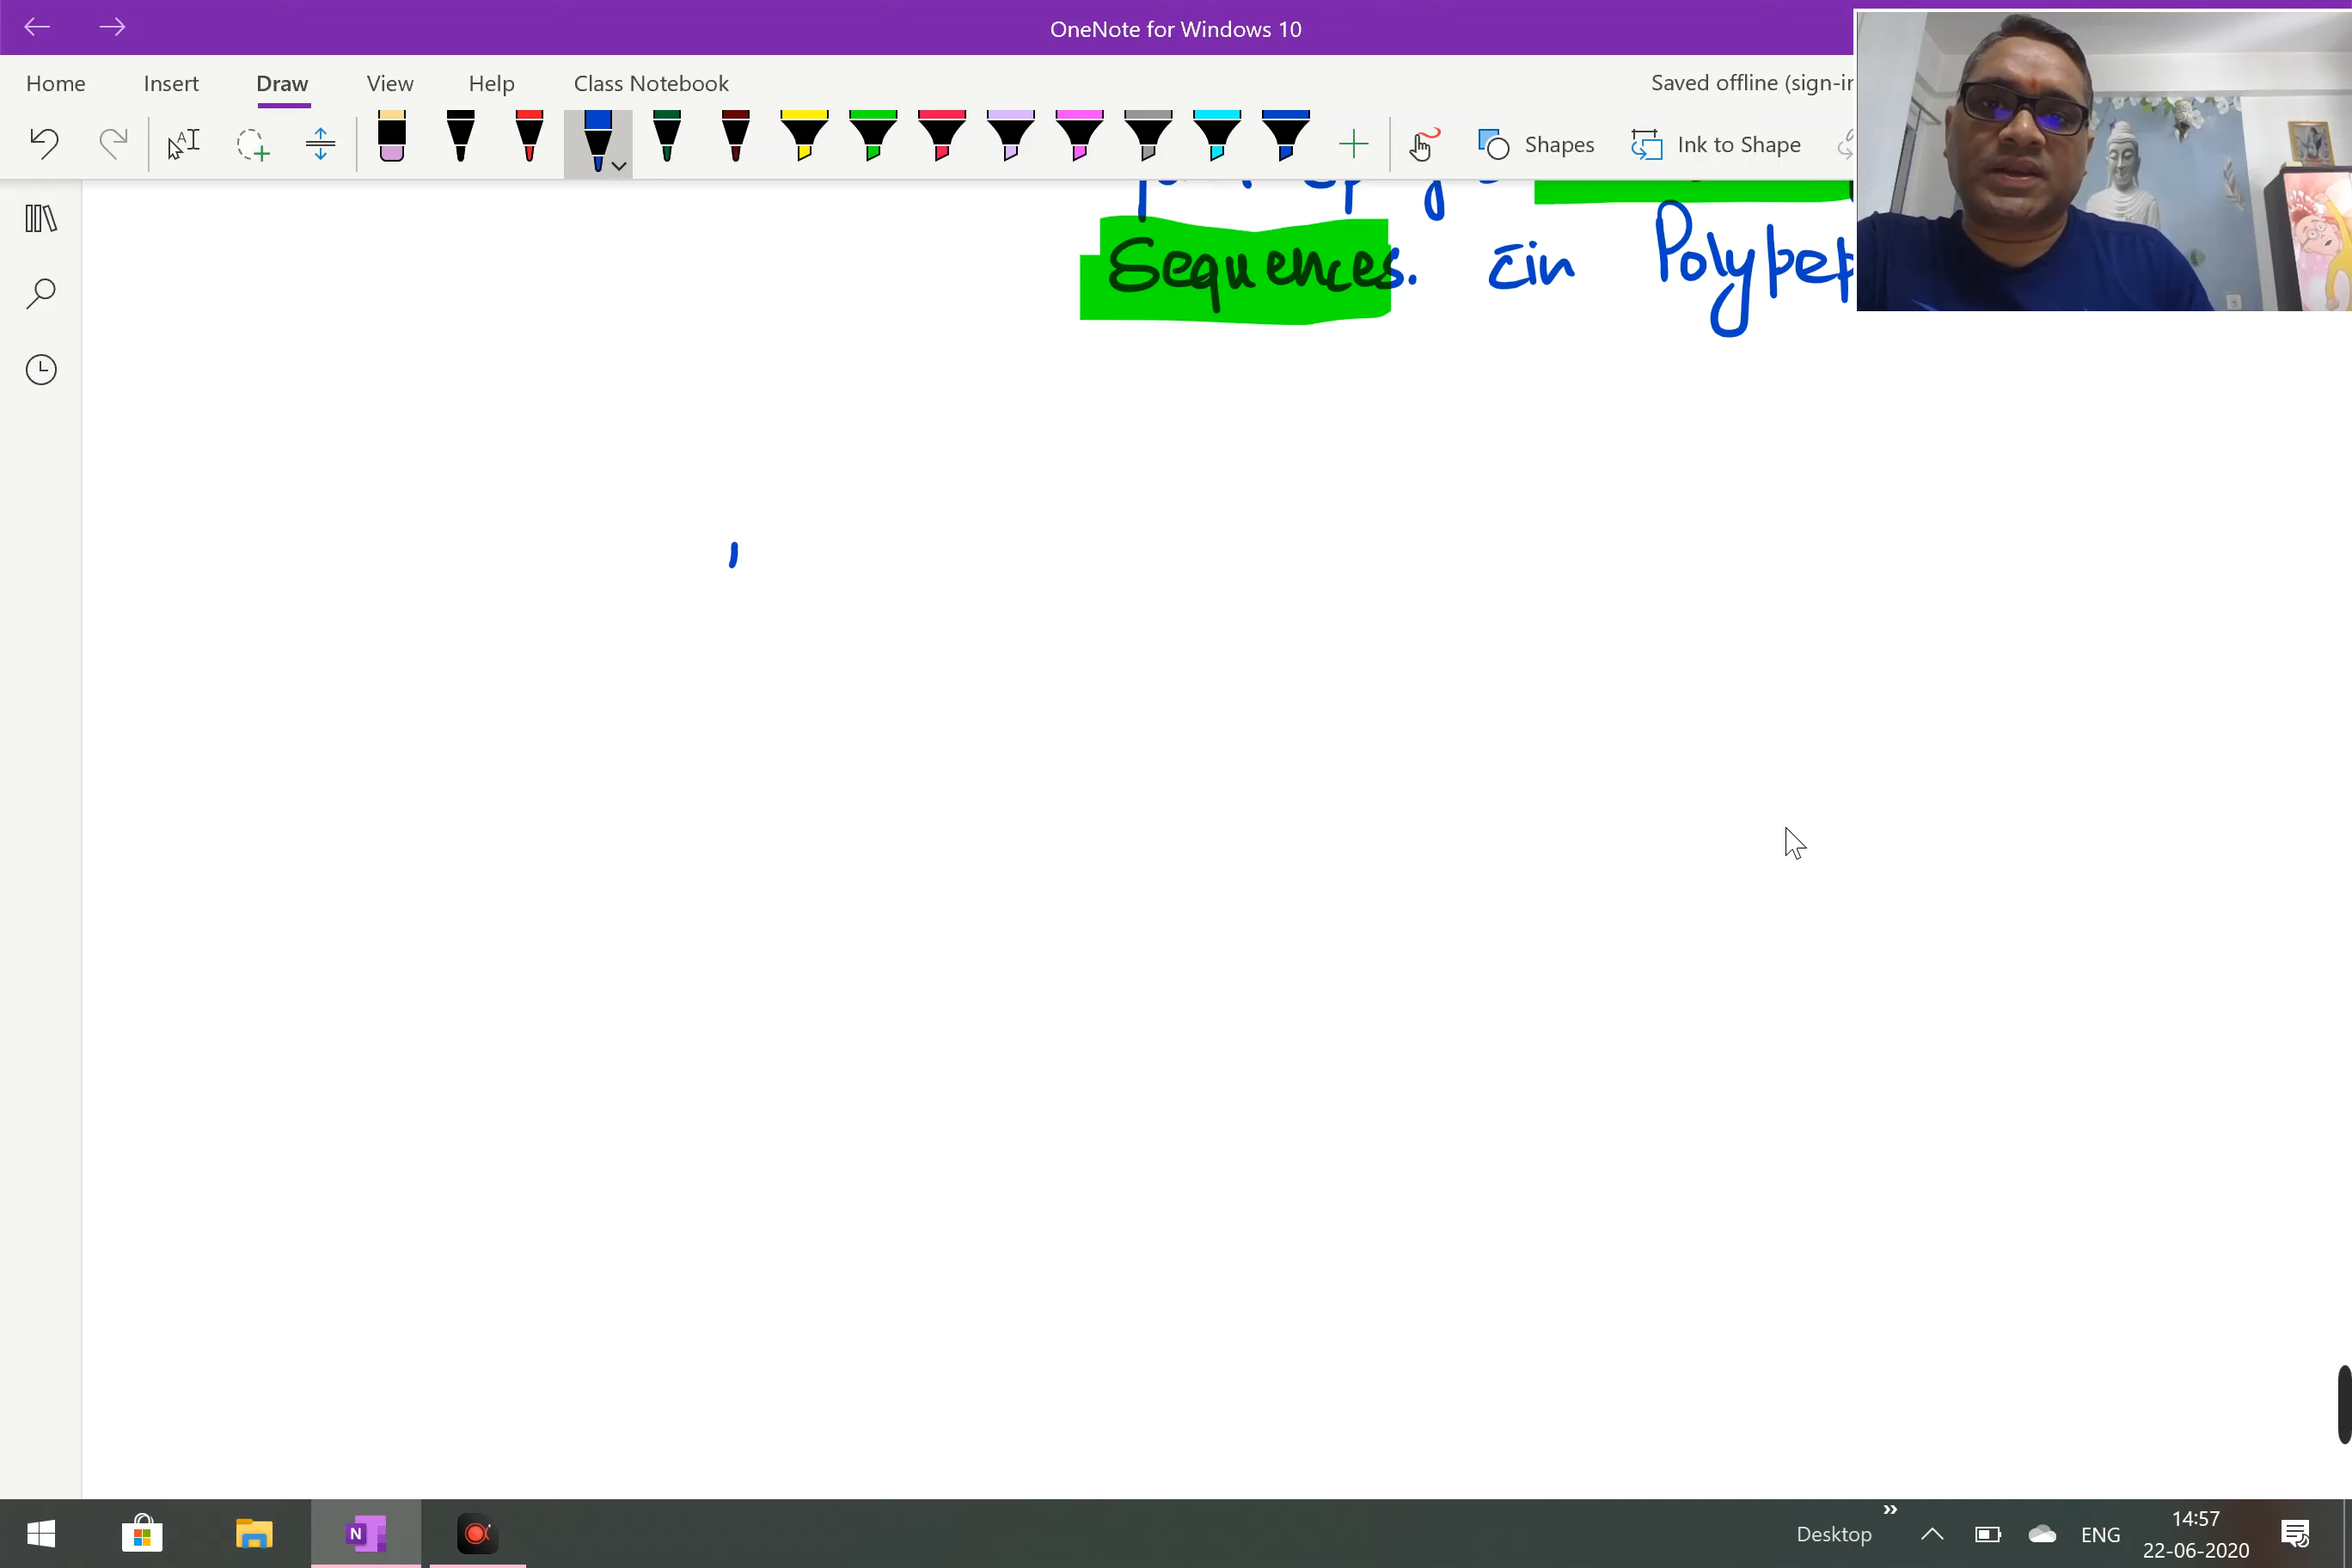 OneNote for Windows 10
Home Insert Draw View Help Class Notebook Saved offline (sign-in
Shapes Ink to Shape
Sequences. in Polypep
Desktop ENG 14:57
22-06-2020